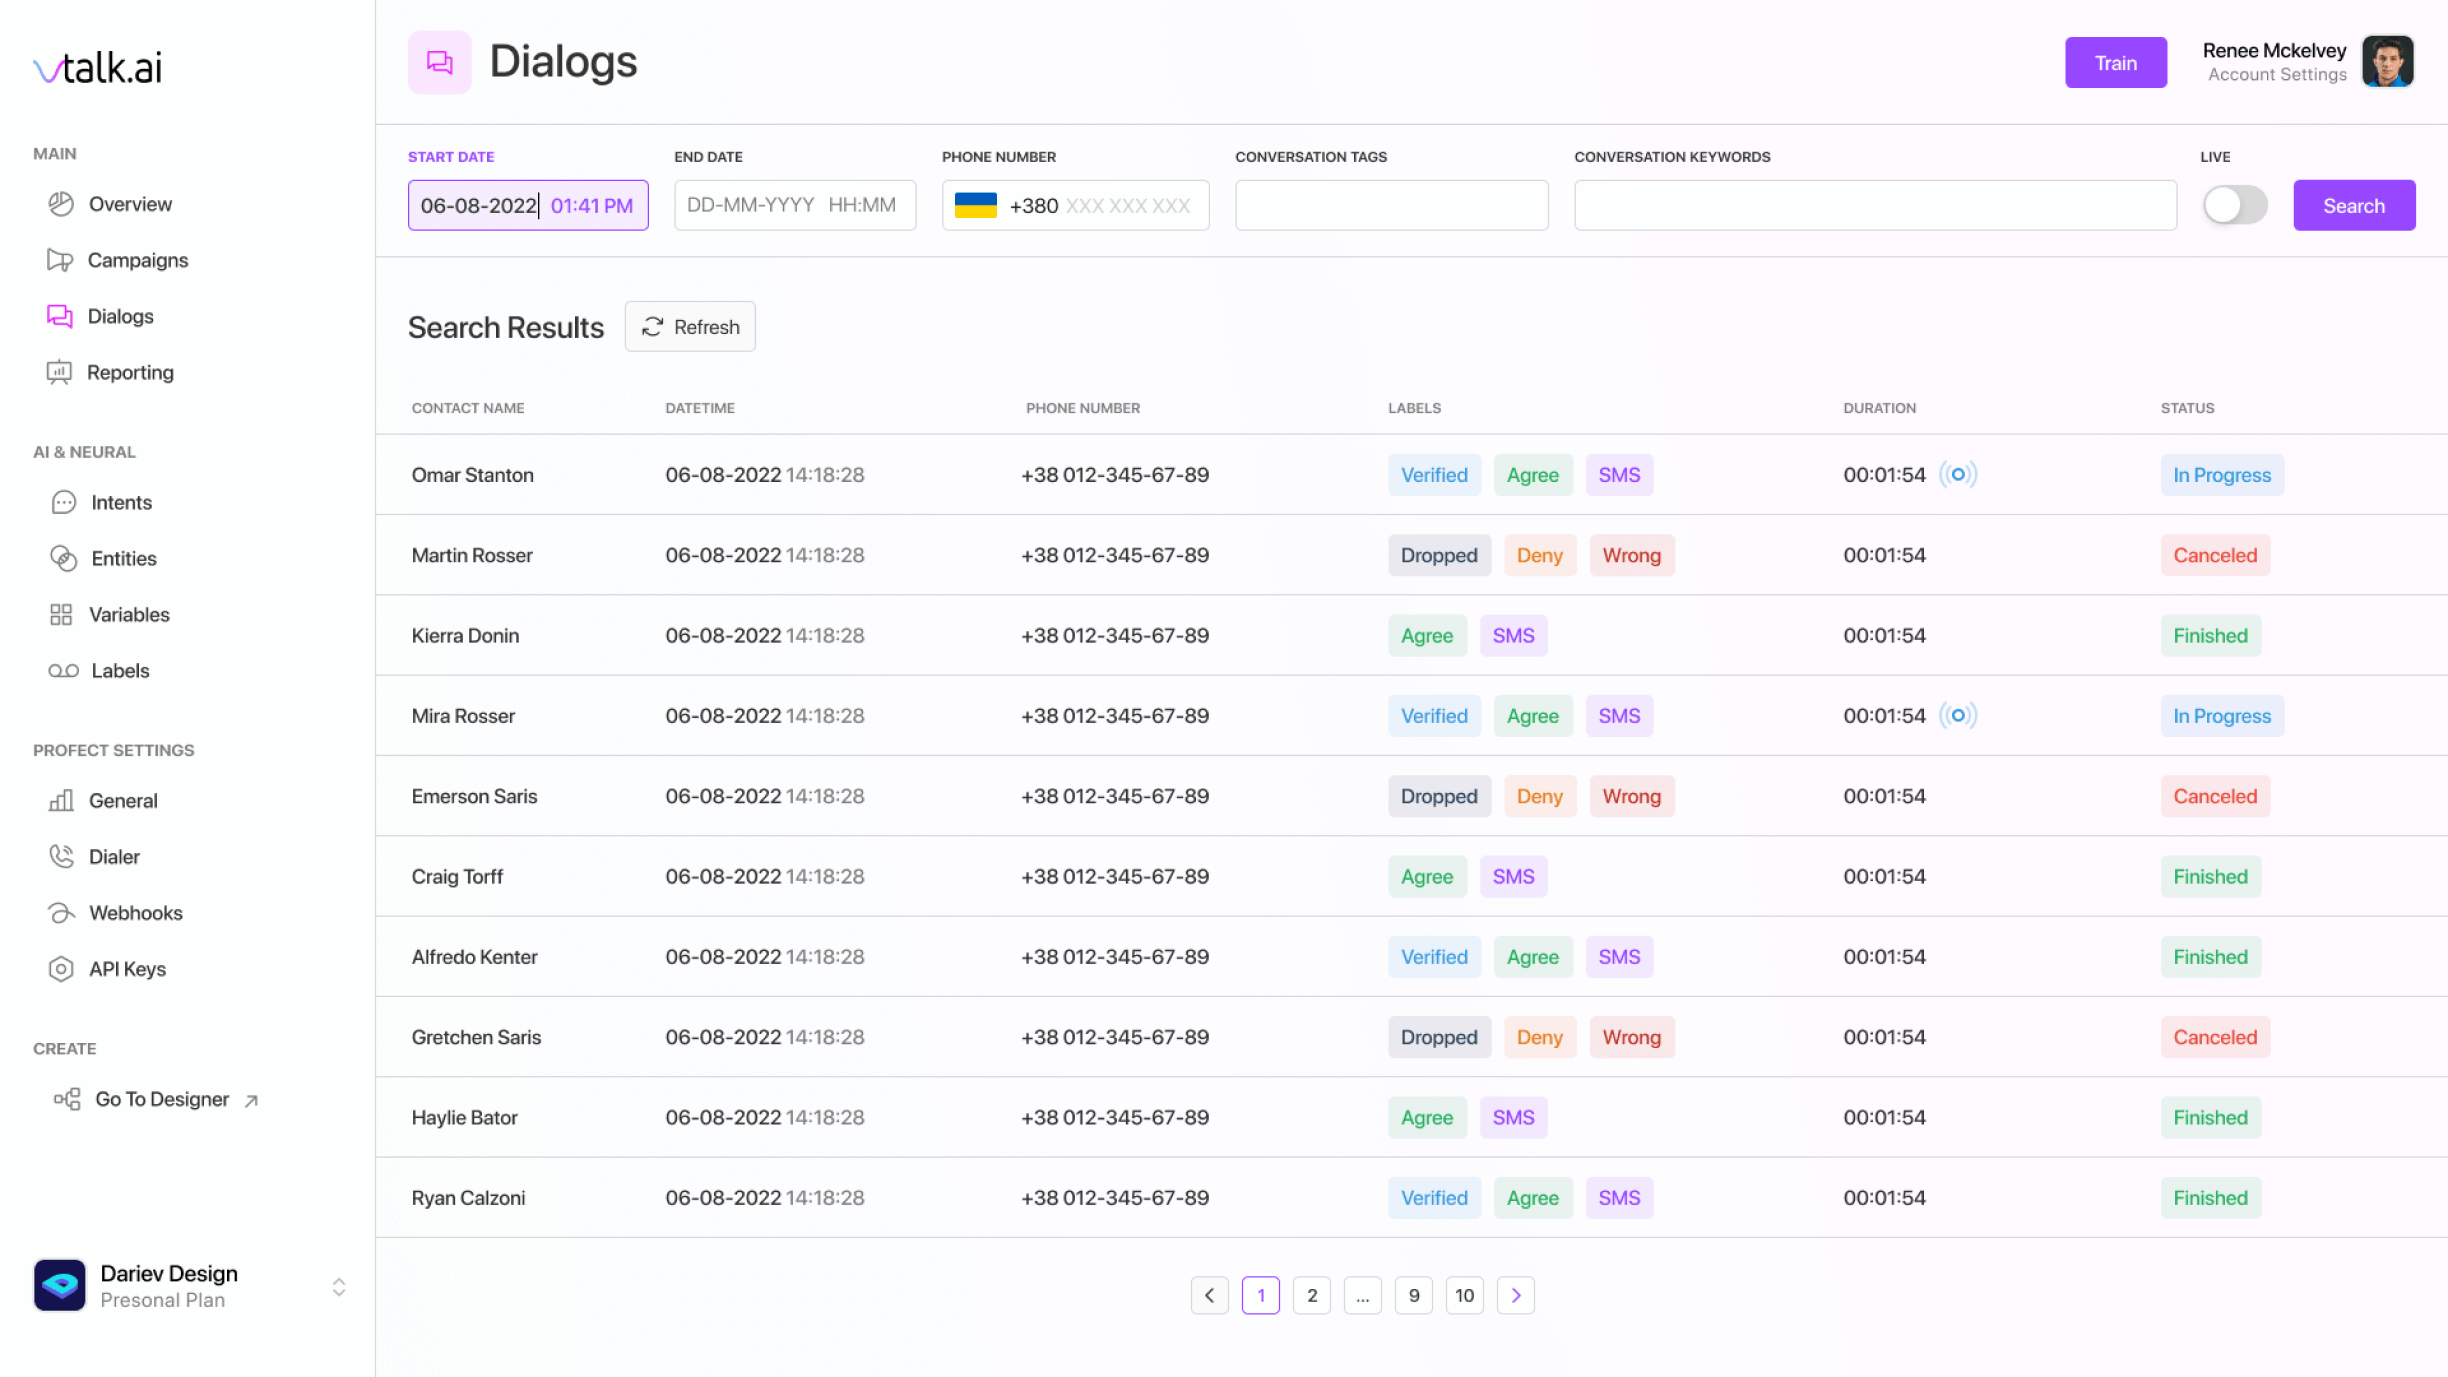 talk.ai
MAIN
Overview
Campaigns
Dialogs
Reporting
AI & NEURAL
Intents
Entities
Variables
Labels
PROFECT SETTINGS
General
Dialer
Webhooks
API Keys
CREATE
Go To Designer
Dariev Design
Presonal Plan
Dialogs
Train
Renee Mckelvey
Account Settings
START DATE
06-08-2022 01:41 PM
END DATE
DD-MM-YYYY HH:MM
PHONE NUMBER
+380 XXX XXX XXX
CONVERSATION TAGS
CONVERSATION KEYWORDS
LIVE
Search
Search Results
Refresh
CONTACT NAME DATETIME PHONE NUMBER LABELS DURATION STATUS
Omar Stanton 06-08-2022 14:18:28 +38 012-345-67-89 Verified Agree SMS 00:01:54 In Progress
Martin Rosser 06-08-2022 14:18:28 +38 012-345-67-89 Dropped Deny Wrong 00:01:54 Canceled
Kierra Donin 06-08-2022 14:18:28 +38 012-345-67-89 Agree SMS 00:01:54 Finished
Mira Rosser 06-08-2022 14:18:28 +38 012-345-67-89 Verified Agree SMS 00:01:54 In Progress
Emerson Saris 06-08-2022 14:18:28 +38 012-345-67-89 Dropped Deny Wrong 00:01:54 Canceled
Craig Torff 06-08-2022 14:18:28 +38 012-345-67-89 Agree SMS 00:01:54 Finished
Alfredo Kenter 06-08-2022 14:18:28 +38 012-345-67-89 Verified Agree SMS 00:01:54 Finished
Gretchen Saris 06-08-2022 14:18:28 +38 012-345-67-89 Dropped Deny Wrong 00:01:54 Canceled
Haylie Bator 06-08-2022 14:18:28 +38 012-345-67-89 Agree SMS 00:01:54 Finished
Ryan Calzoni 06-08-2022 14:18:28 +38 012-345-67-89 Verified Agree SMS 00:01:54 Finished
1 2 ... 9 10